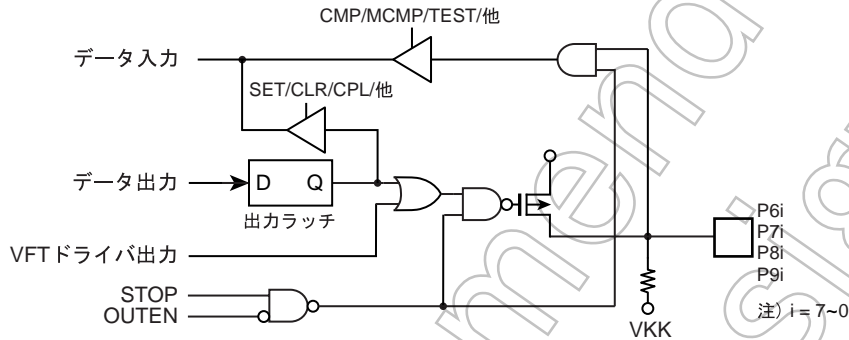 CMP/MCMP/TEST/他
データ入力
SET/CLR/CPL/他
データ出力
D Q
出力ラッチ
VFTドライバ出力
STOP
OUTEN
P6i
P7i
P8i
P9i
注) i = 7~0
VKK